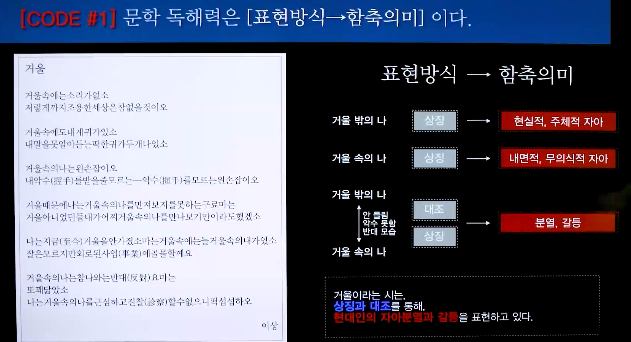 [CODE #1] 문학 독해력은 [표현방식→함축의미] 이다.
거울
거울속에는소리가없소
저렇게까지조용한세상은참없을것이오
거울속에도내게귀가있소
내말을못알아듣는딱한귀가두개나있소
거울속의나는왼손잡이오
내악수(握手)를받을줄모르는—악수(握手)를모르는왼손잡이오
거울때문에나는거울속의나를만져보지를못하는구료마는
거울아니었던들내가어찌거울속의나를만나보기만이라도했겠소
나는지금(至今)거울을안가졌소마는거울속에는늘거울속의내가있소
잘은모르지만외로된사업(事業)에골몰할께요
거울속의나는참나와는반대(反對)요마는
또꽤닮았소
나는거울속의나를근심하고진찰(診察)할수없으니퍽섭섭하오
이상
표현방식 → 함축의미
거울 밖의 나 상징 → 현실적, 주체적 자아
거울 속의 나 상징 → 내면적, 무의식적 자아
거울 밖의 나
안 들림
악수 못함
반대 모습
거울 속의 나
대조
상징
→ 분열, 갈등
거울이라는 시는,
상징과 대조를 통해,
현대인의 자아분열과 갈등을 표현하고 있다.